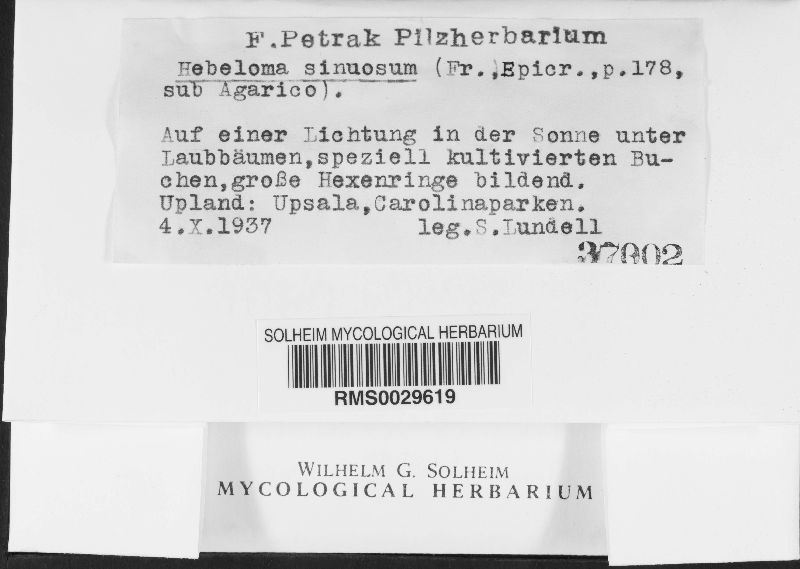 F.Petrak Pilzherbarium
Hebeloma sinuosum (Fr.,Epicr.,p.178,
sub Agarico).
Auf einer Lichtung in der Sonne unter
Laubbäumen,speziell kultivierten Bu-
chen,große Hexenringe bildend.
Upland: Upsala,Carolinaparken.
4.X.1937 leg.S.Lundell
37002
SOLHEIM MYCOLOGICAL HERBARIUM
RMS0029619
WILHELM G. SOLHEIM
MYCOLOGICAL HERBARIUM